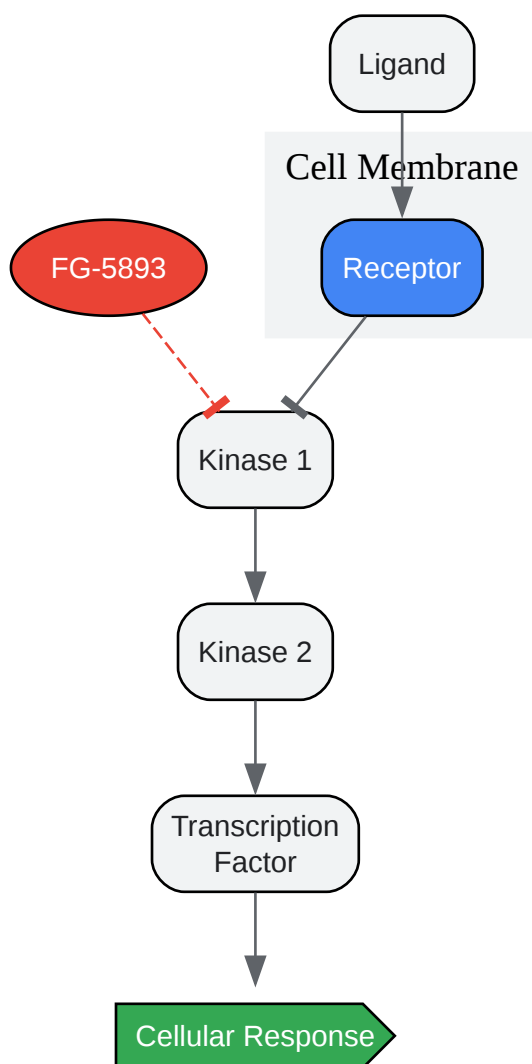 Ligand
Cell Membrane
FG-5893
Receptor
Kinase 1
Kinase 2
Transcription
Factor
Cellular Response